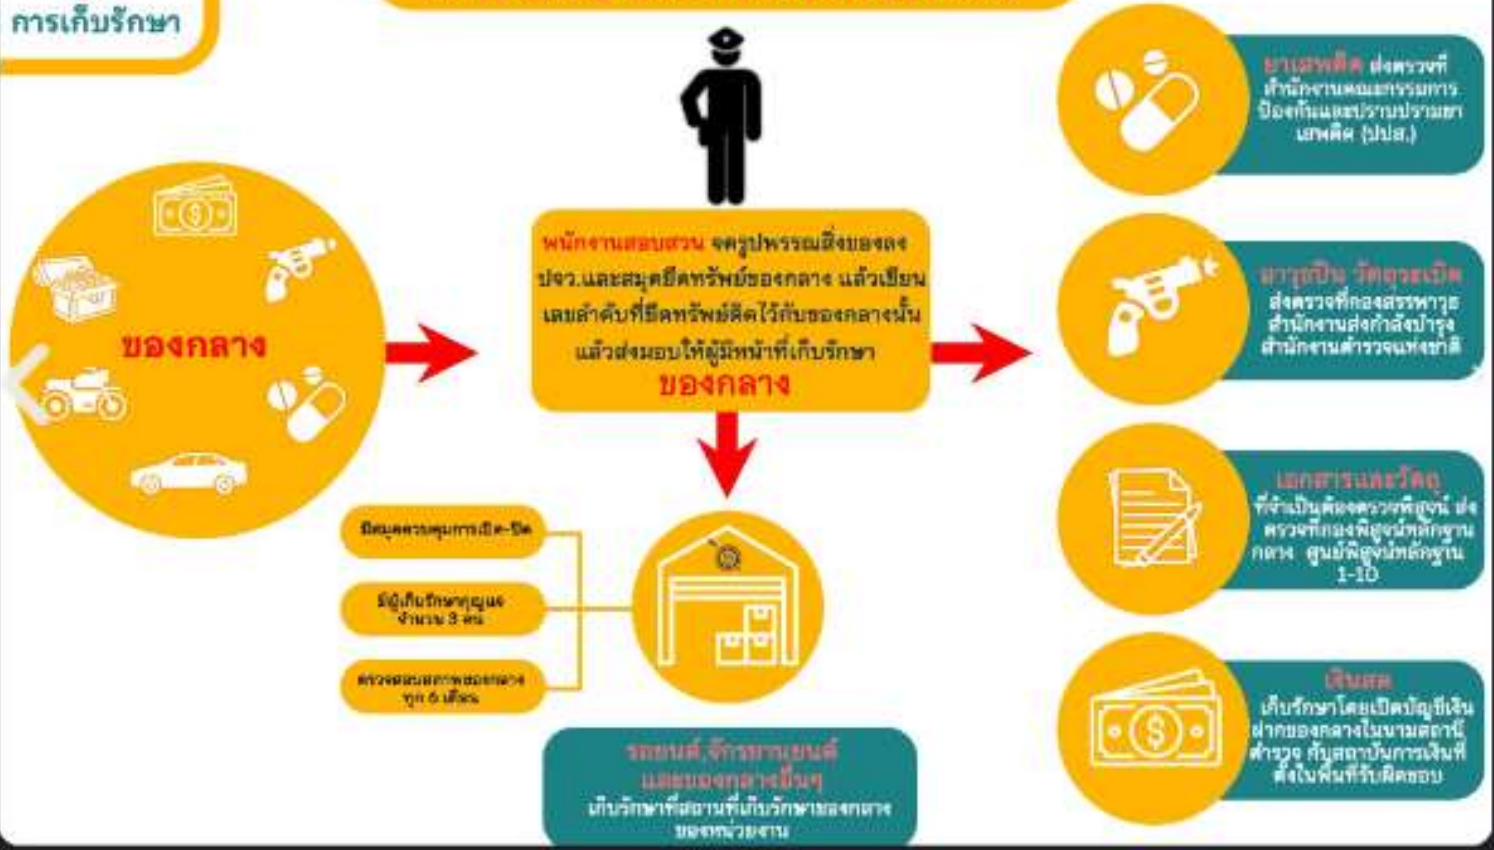 การเก็บรักษา
ของกลาง
พนักงานสอบสวน จดรูปพรรณสิ่งของลง
ปจว.และสมุดยึดทรัพย์ของกลาง แล้วเขียน
เลขลำดับที่ยึดทรัพย์ติดไว้กับของกลางนั้น
แล้วส่งมอบให้ผู้มีหน้าที่เก็บรักษา
ของกลาง
มีสมุดควบคุมการเปิด-ปิด
มีผู้เก็บรักษากุญแจ
จำนวน 3 คน
ตรวจสอบสภาพของกลาง
ทุก 6 เดือน
รถยนต์,จักรยานยนต์
และของกลางอื่นๆ
เก็บรักษาที่สถานที่เก็บรักษาของกลาง
ของหน่วยงาน
ยาเสพติด ส่งตรวจที่
สำนักงานคณะกรรมการ
ป้องกันและปราบปรามยา
เสพติด (ปปส.)
อาวุธปืน วัตถุระเบิด
ส่งตรวจที่กองสรรพาวุธ
สำนักงานส่งกำลังบำรุง
สำนักงานตำรวจแห่งชาติ
เอกสารและวัตถุ
ที่จำเป็นต้องตรวจพิสูจน์ ส่ง
ตรวจที่กองพิสูจน์หลักฐาน
กลาง ศูนย์พิสูจน์หลักฐาน
1-10
เงินสด
เก็บรักษาโดยเปิดบัญชีเงิน
ฝากของกลางในนามสถานี
ตำรวจ กับสถาบันการเงินที่
ตั้งในพื้นที่รับผิดชอบ